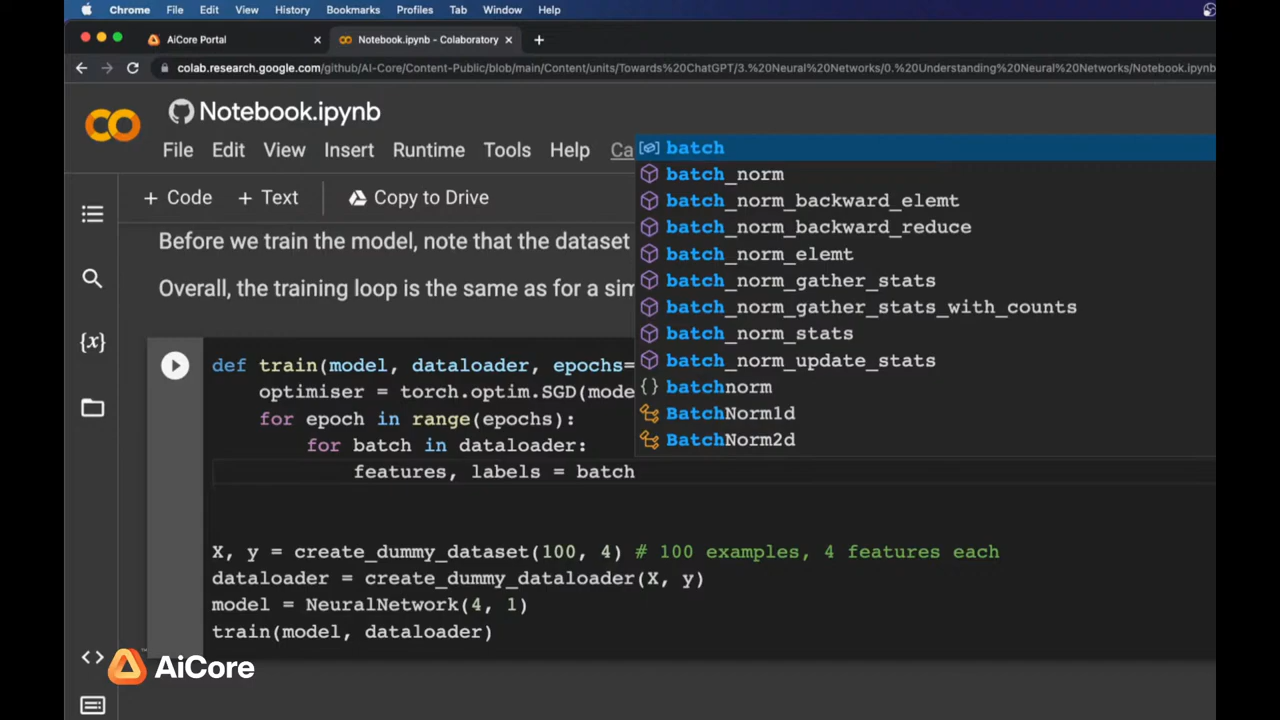 Chrome File Edit View History Bookmarks Profiles Tab Window Help
AiCore Portal × Notebook.ipynb - Colaboratory × +
colab.research.google.com/github/AI-Core/Content-Public/blob/main/Content/units/Towards%20ChatGPT/3.%20Neural%20Networks/0.%20Understanding%20Neural%20Networks/Notebook.ipynb
CO Notebook.ipynb
File Edit View Insert Runtime Tools Help Ca
+ Code + Text Copy to Drive
Before we train the model, note that the dataset
Overall, the training loop is the same as for a sim
batch
batch_norm
batch_norm_backward_elemt
batch_norm_backward_reduce
batch_norm_elemt
batch_norm_gather_stats
batch_norm_gather_stats_with_counts
batch_norm_stats
batch_norm_update_stats
{} batchnorm
BatchNorm1d
BatchNorm2d
{x}
def train(model, dataloader, epochs=
optimiser = torch.optim.SGD(mode
for epoch in range(epochs):
for batch in dataloader:
features, labels = batch
X, y = create_dummy_dataset(100, 4) # 100 examples, 4 features each
dataloader = create_dummy_dataloader(X, y)
model = NeuralNetwork(4, 1)
train(model, dataloader)
<> AiCore